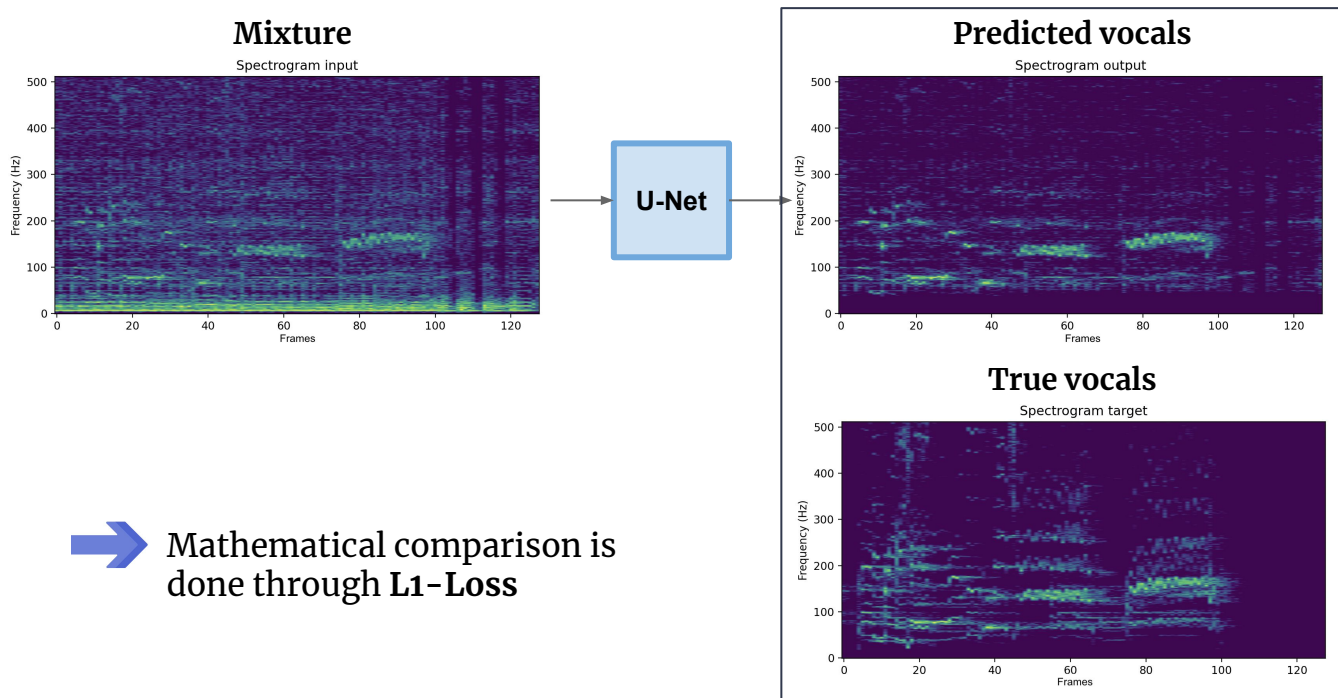 Mixture
Spectrogram input
500
400
300
200
100
0
Frequency (Hz)
0 20 40 60 80 100 120
Frames
U-Net
Predicted vocals
Spectrogram output
500
400
300
200
100
0
Frequency (Hz)
0 20 40 60 80 100 120
Frames
True vocals
Spectrogram target
500
400
300
200
100
0
Frequency (Hz)
0 20 40 60 80 100 120
Frames
Mathematical comparison is
done through L1-Loss